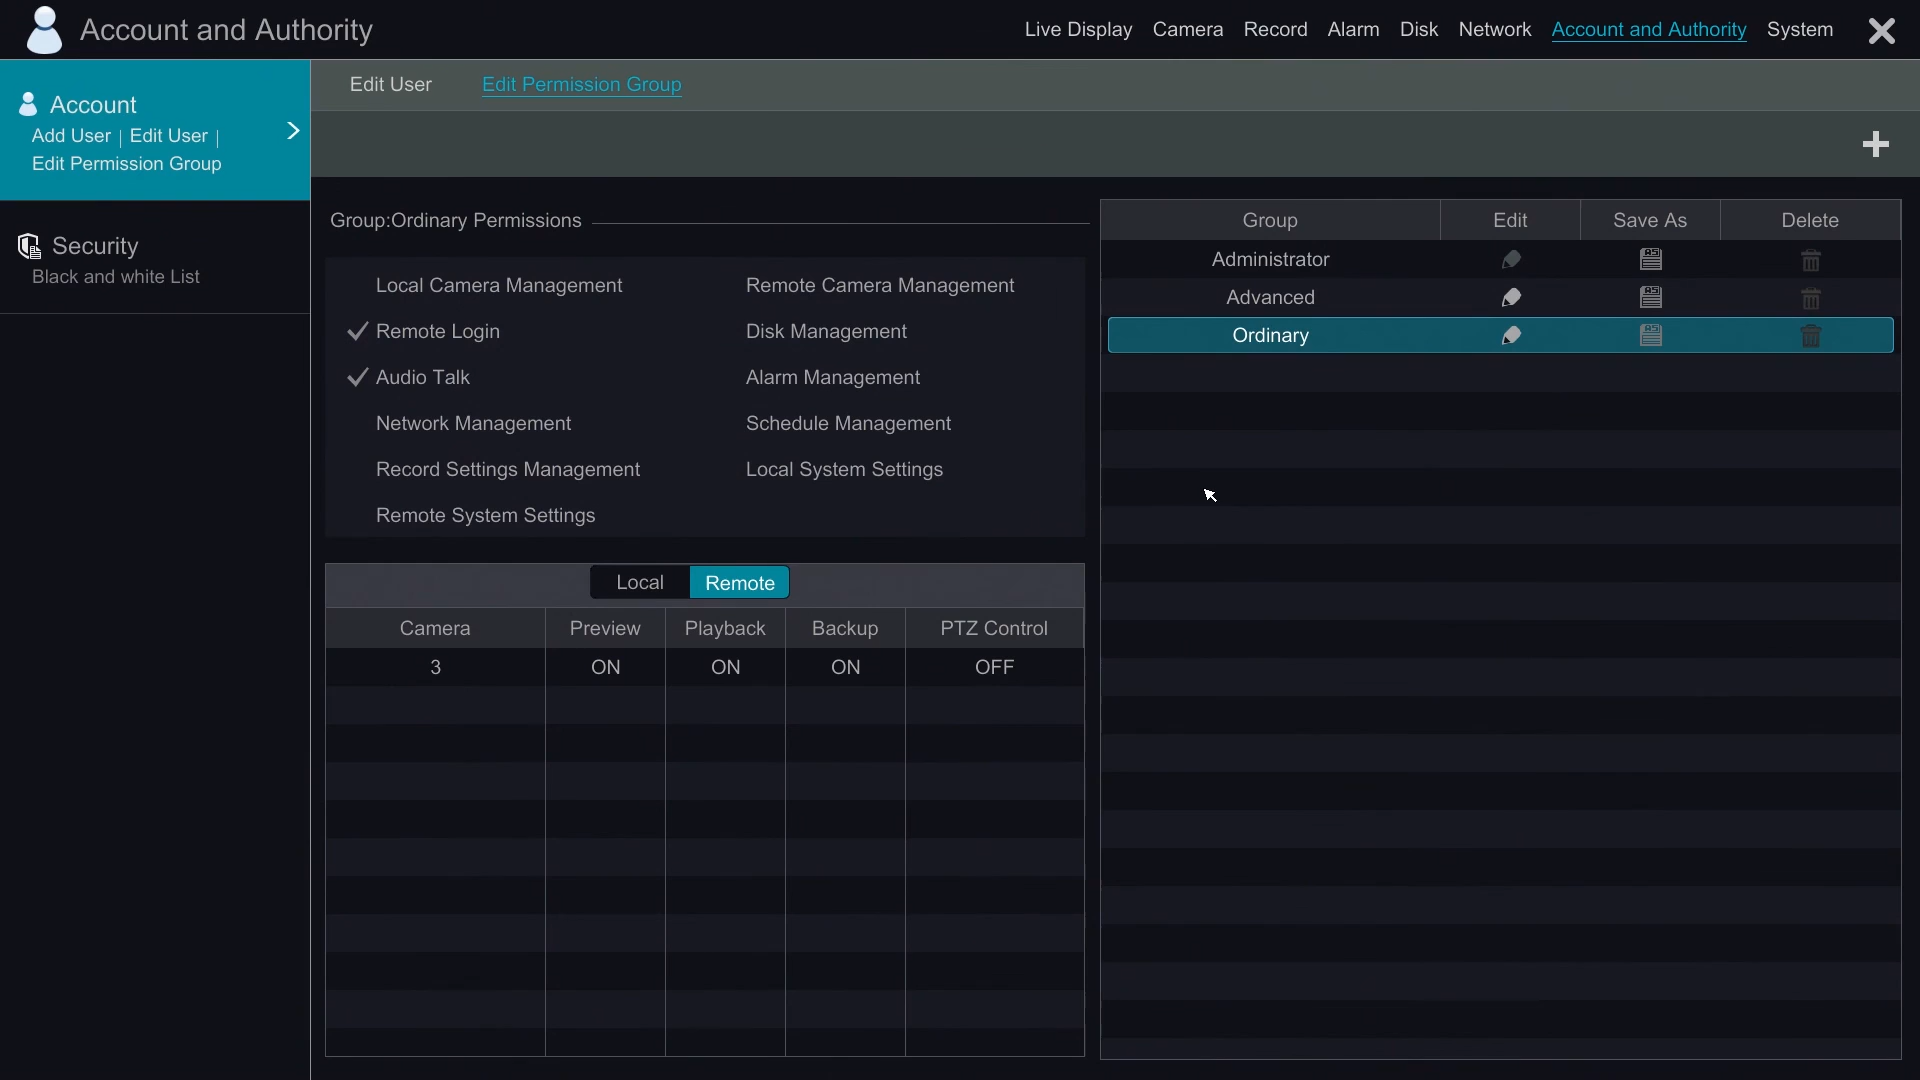 Account and Authority
Live Display Camera Record Alarm Disk Network Account and Authority System
Account
Add User | Edit User |
Edit Permission Group
Security
Black and white List
Edit User Edit Permission Group
Group:Ordinary Permissions
Local Camera Management Remote Camera Management
Remote Login Disk Management
Audio Talk Alarm Management
Network Management Schedule Management
Record Settings Management Local System Settings
Remote System Settings
Local Remote
Camera Preview Playback Backup PTZ Control
3 ON ON ON OFF
Group Edit Save As Delete
Administrator
Advanced
Ordinary